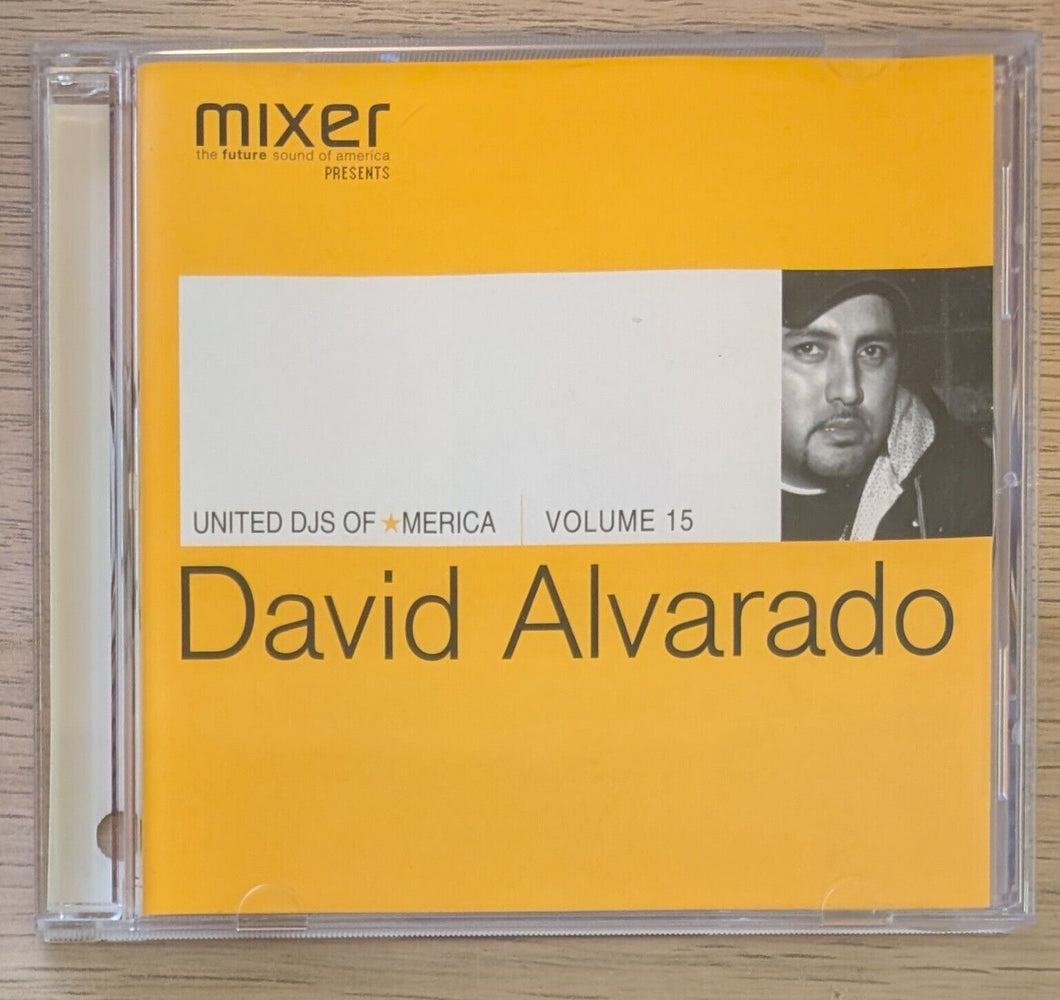 mixer
the future sound of america
PRESENTS
UNITED DJS OF ★MERICA | VOLUME 15
David Alvarado